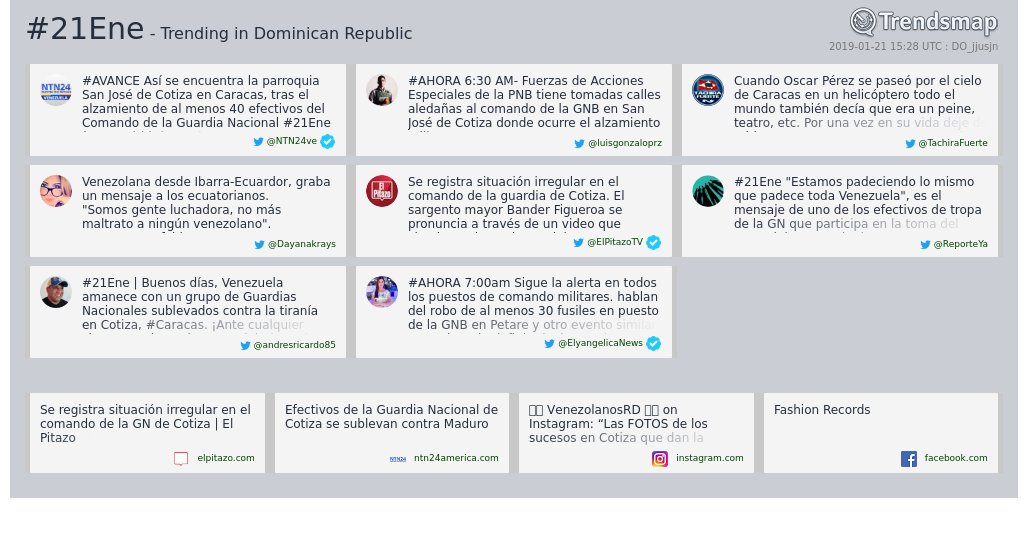 #21Ene - Trending in Dominican Republic
Trendsmap
2019-01-21 15:28 UTC : DO_jjusjn
#AVANCE Así se encuentra la parroquia
San José de Cotiza en Caracas, tras el
alzamiento de al menos 40 efectivos del
Comando de la Guardia Nacional #21Ene
@NTN24ve
#AHORA 6:30 AM- Fuerzas de Acciones
Especiales de la PNB tiene tomadas calles
aledañas al comando de la GNB en San
José de Cotiza donde ocurre el alzamiento
@luisgonzaloprz
Cuando Oscar Pérez se paseó por el cielo
de Caracas en un helicóptero todo el
mundo también decía que era un peine,
teatro, etc. Por una vez en su vida deje de
@TachiraFuerte
Venezolana desde Ibarra-Ecuardor, graba
un mensaje a los ecuatorianos.
"Somos gente luchadora, no más
maltrato a ningún venezolano".
@Dayanakrays
El Pitazo
Se registra situación irregular en el
comando de la guardia de Cotiza. El
sargento mayor Bander Figueroa se
pronuncia a través de un video que
@ElPitazoTV
#21Ene "Estamos padeciendo lo mismo
que padece toda Venezuela", es el
mensaje de uno de los efectivos de tropa
de la GN que participa en la toma del
@ReporteYa
#21Ene | Buenos días, Venezuela
amanece con un grupo de Guardias
Nacionales sublevados contra la tiranía
en Cotiza, #Caracas. ¡Ante cualquier
@andresricardo85
#AHORA 7:00am Sigue la alerta en todos
los puestos de comando militares. hablan
del robo de al menos 30 fusiles en puesto
de la GNB en Petare y otro evento similar
@ElyangelicaNews
Se registra situación irregular en el
comando de la GN de Cotiza | El
Pitazo
elpitazo.com
Efectivos de la Guardia Nacional de
Cotiza se sublevan contra Maduro
NTN24 ntn24america.com
VenezolanosRD on
Instagram: “Las FOTOS de los
sucesos en Cotiza que dan la
instagram.com
Fashion Records
facebook.com